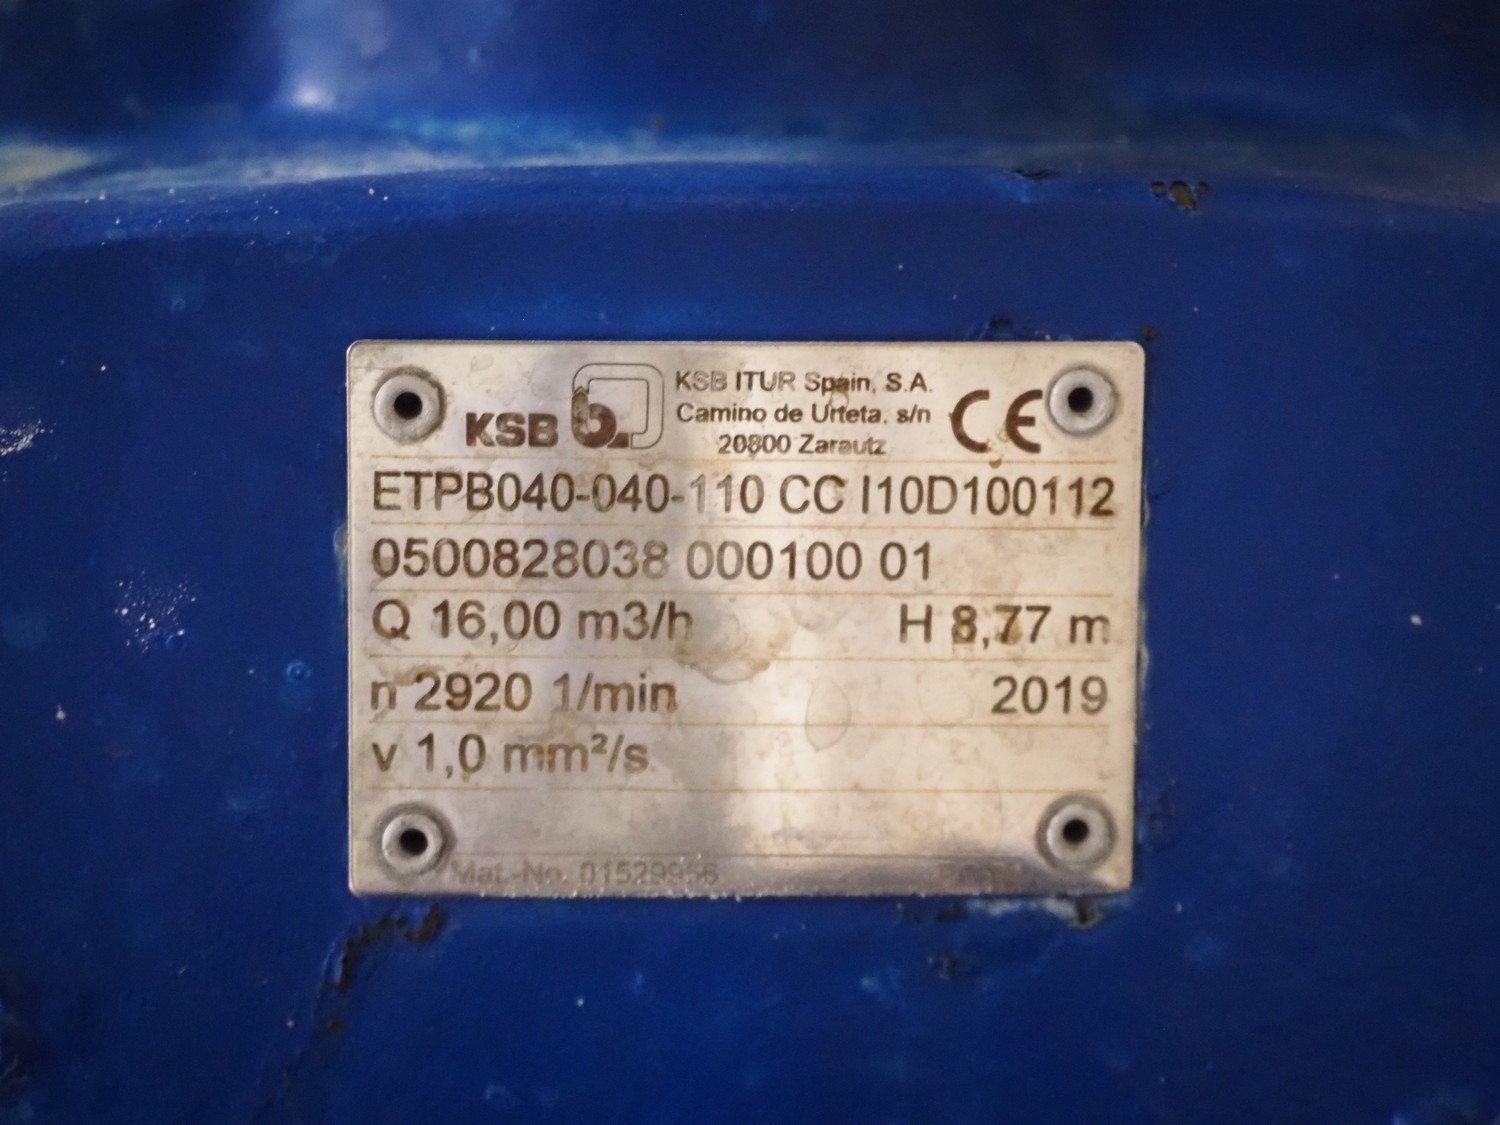 KSB b KSB ITUR Spain, S.A. CE
Camino de Urteta, s/n
20800 Zarautz
ETPB040-040-110 CC I10D100112
0500828038 000100 01
Q 16,00 m3/h H 8,77 m
n 2920 1/min 2019
v 1,0 mm²/s
Mat.-No. 01529956